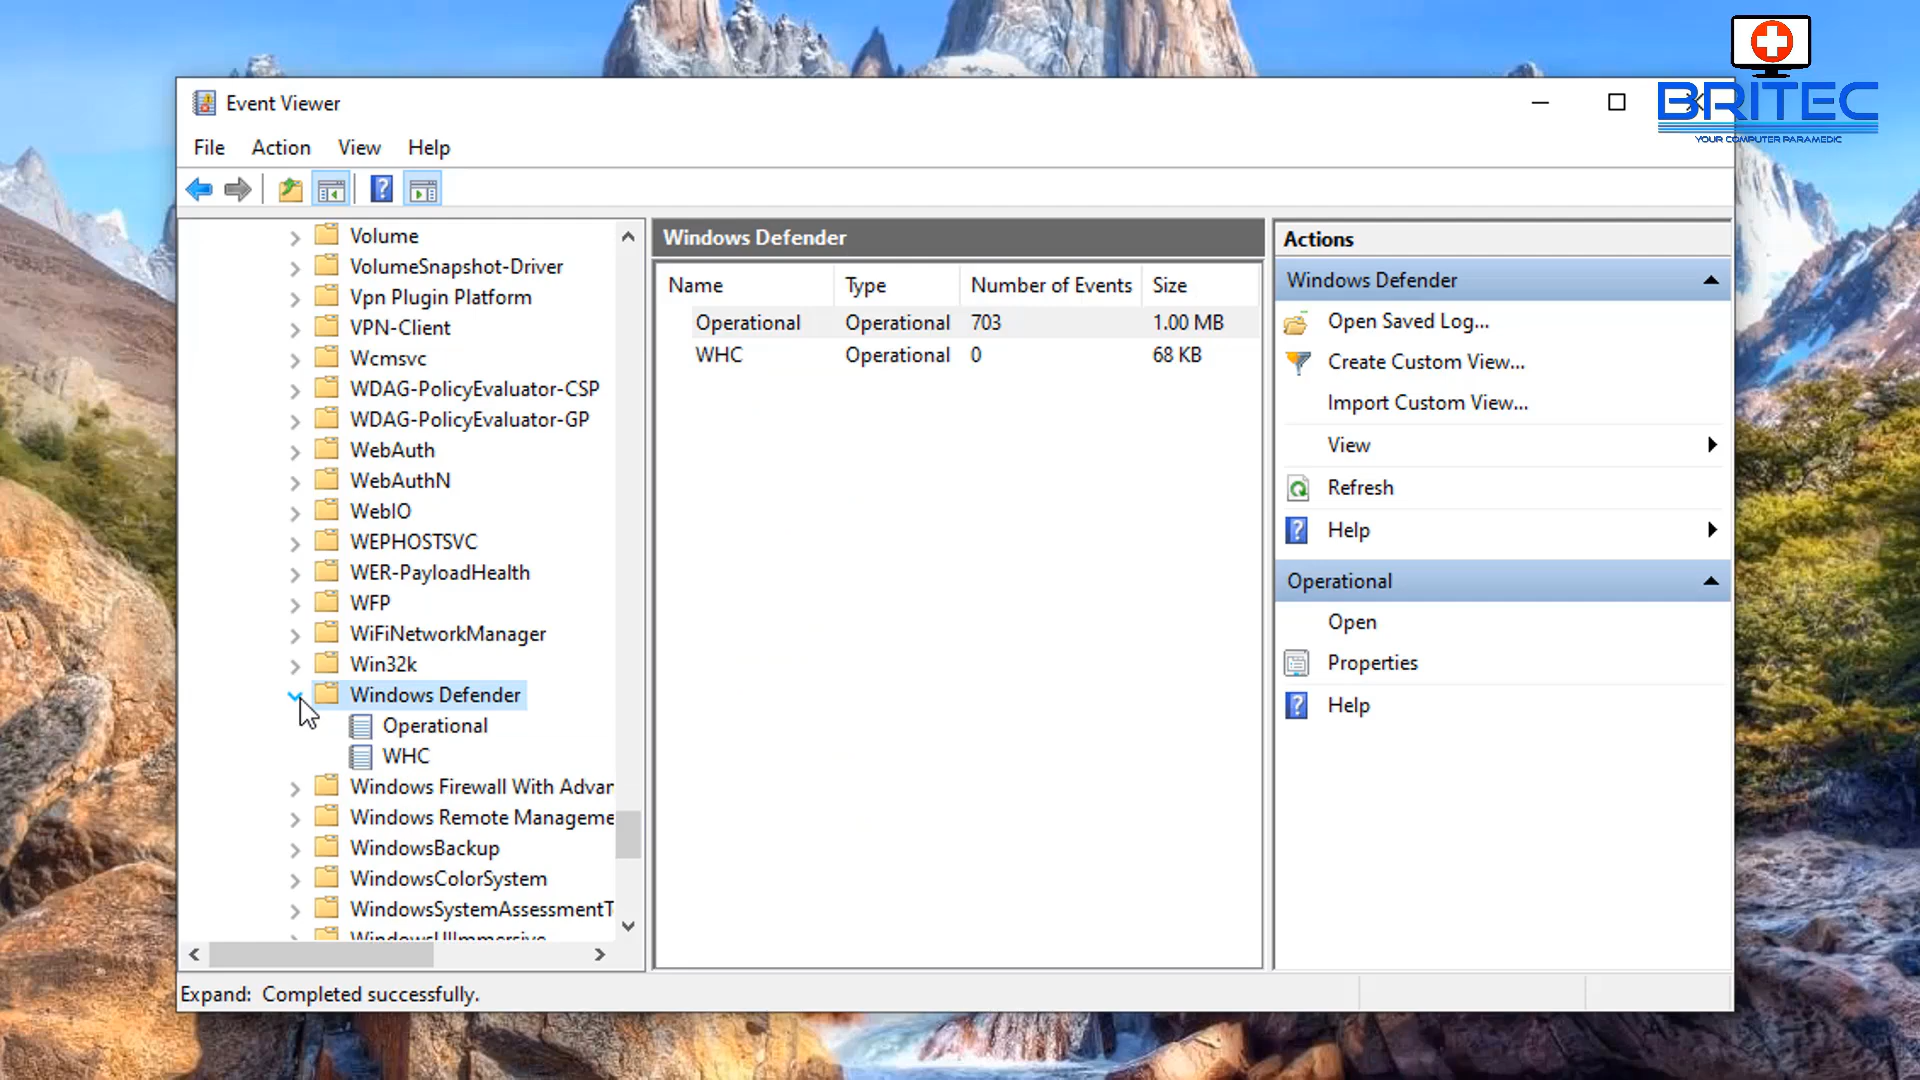 BRITEC
YOUR COMPUTER PARAMEDIC
Event Viewer
File Action View Help
Volume
VolumeSnapshot-Driver
Vpn Plugin Platform
VPN-Client
Wcmsvc
WDAG-PolicyEvaluator-CSP
WDAG-PolicyEvaluator-GP
WebAuth
WebAuthN
WebIO
WEPHOSTSVC
WER-PayloadHealth
WFP
WiFiNetworkManager
Win32k
Windows Defender
Operational
WHC
Windows Firewall With Advan
Windows Remote Manageme
WindowsBackup
WindowsColorSystem
WindowsSystemAssessmentT
WindowsUIImmersive
Windows Defender
Name Type Number of Events Size
Operational Operational 703 1.00 MB
WHC Operational 0 68 KB
Actions
Windows Defender
Open Saved Log...
Create Custom View...
Import Custom View...
View
Refresh
Help
Operational
Open
Properties
Help
Expand: Completed successfully.